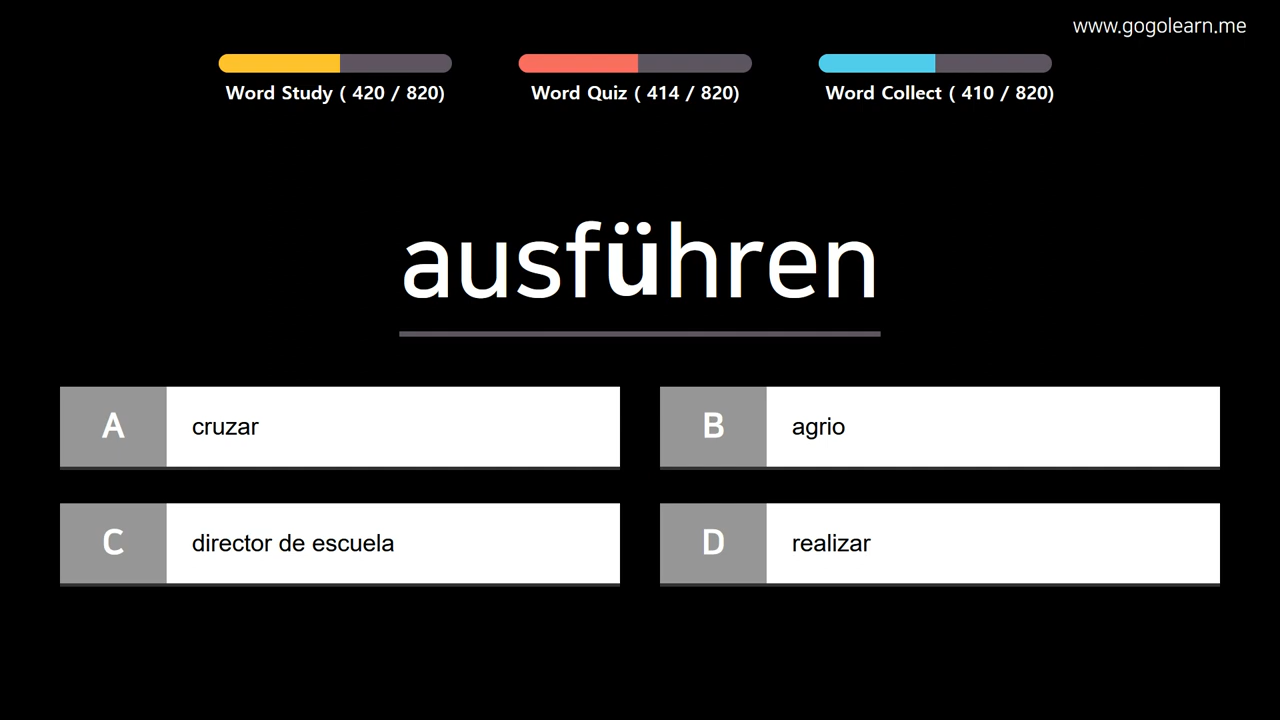 www.gogolearn.me
Word Study ( 420 / 820)
Word Quiz ( 414 / 820)
Word Collect ( 410 / 820)
ausführen
A cruzar
B agrio
C director de escuela
D realizar